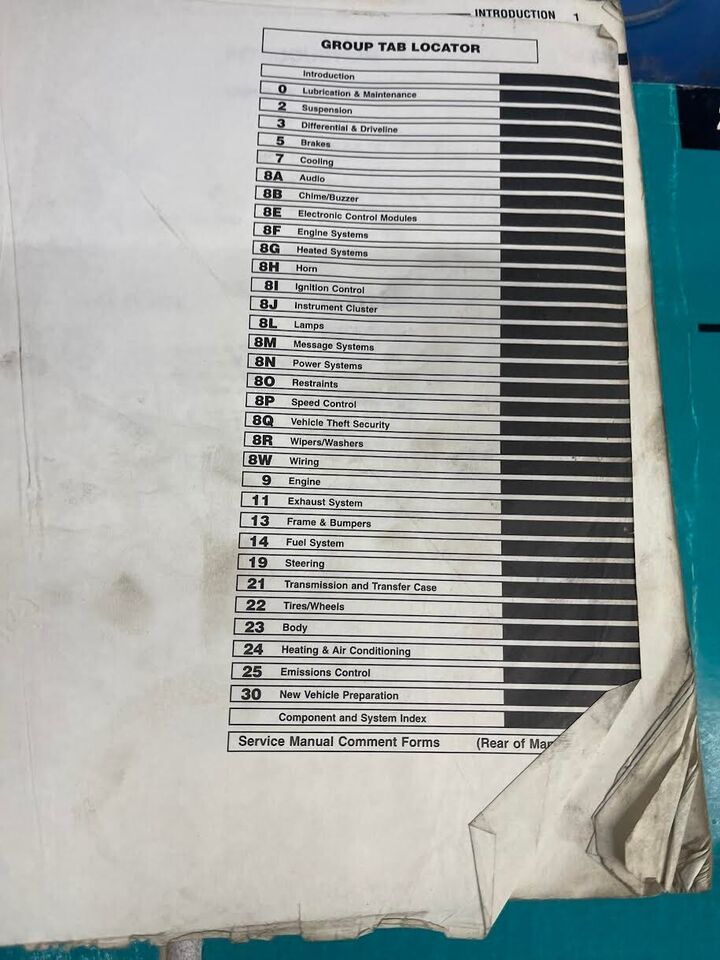 INTRODUCTION 1
GROUP TAB LOCATOR
Introduction
0 Lubrication & Maintenance
2 Suspension
3 Differential & Driveline
5 Brakes
7 Cooling
8A Audio
8B Chime/Buzzer
8E Electronic Control Modules
8F Engine Systems
8G Heated Systems
8H Horn
8I Ignition Control
8J Instrument Cluster
8L Lamps
8M Message Systems
8N Power Systems
8O Restraints
8P Speed Control
8Q Vehicle Theft Security
8R Wipers/Washers
8W Wiring
9 Engine
11 Exhaust System
13 Frame & Bumpers
14 Fuel System
19 Steering
21 Transmission and Transfer Case
22 Tires/Wheels
23 Body
24 Heating & Air Conditioning
25 Emissions Control
30 New Vehicle Preparation
Component and System Index
Service Manual Comment Forms (Rear of